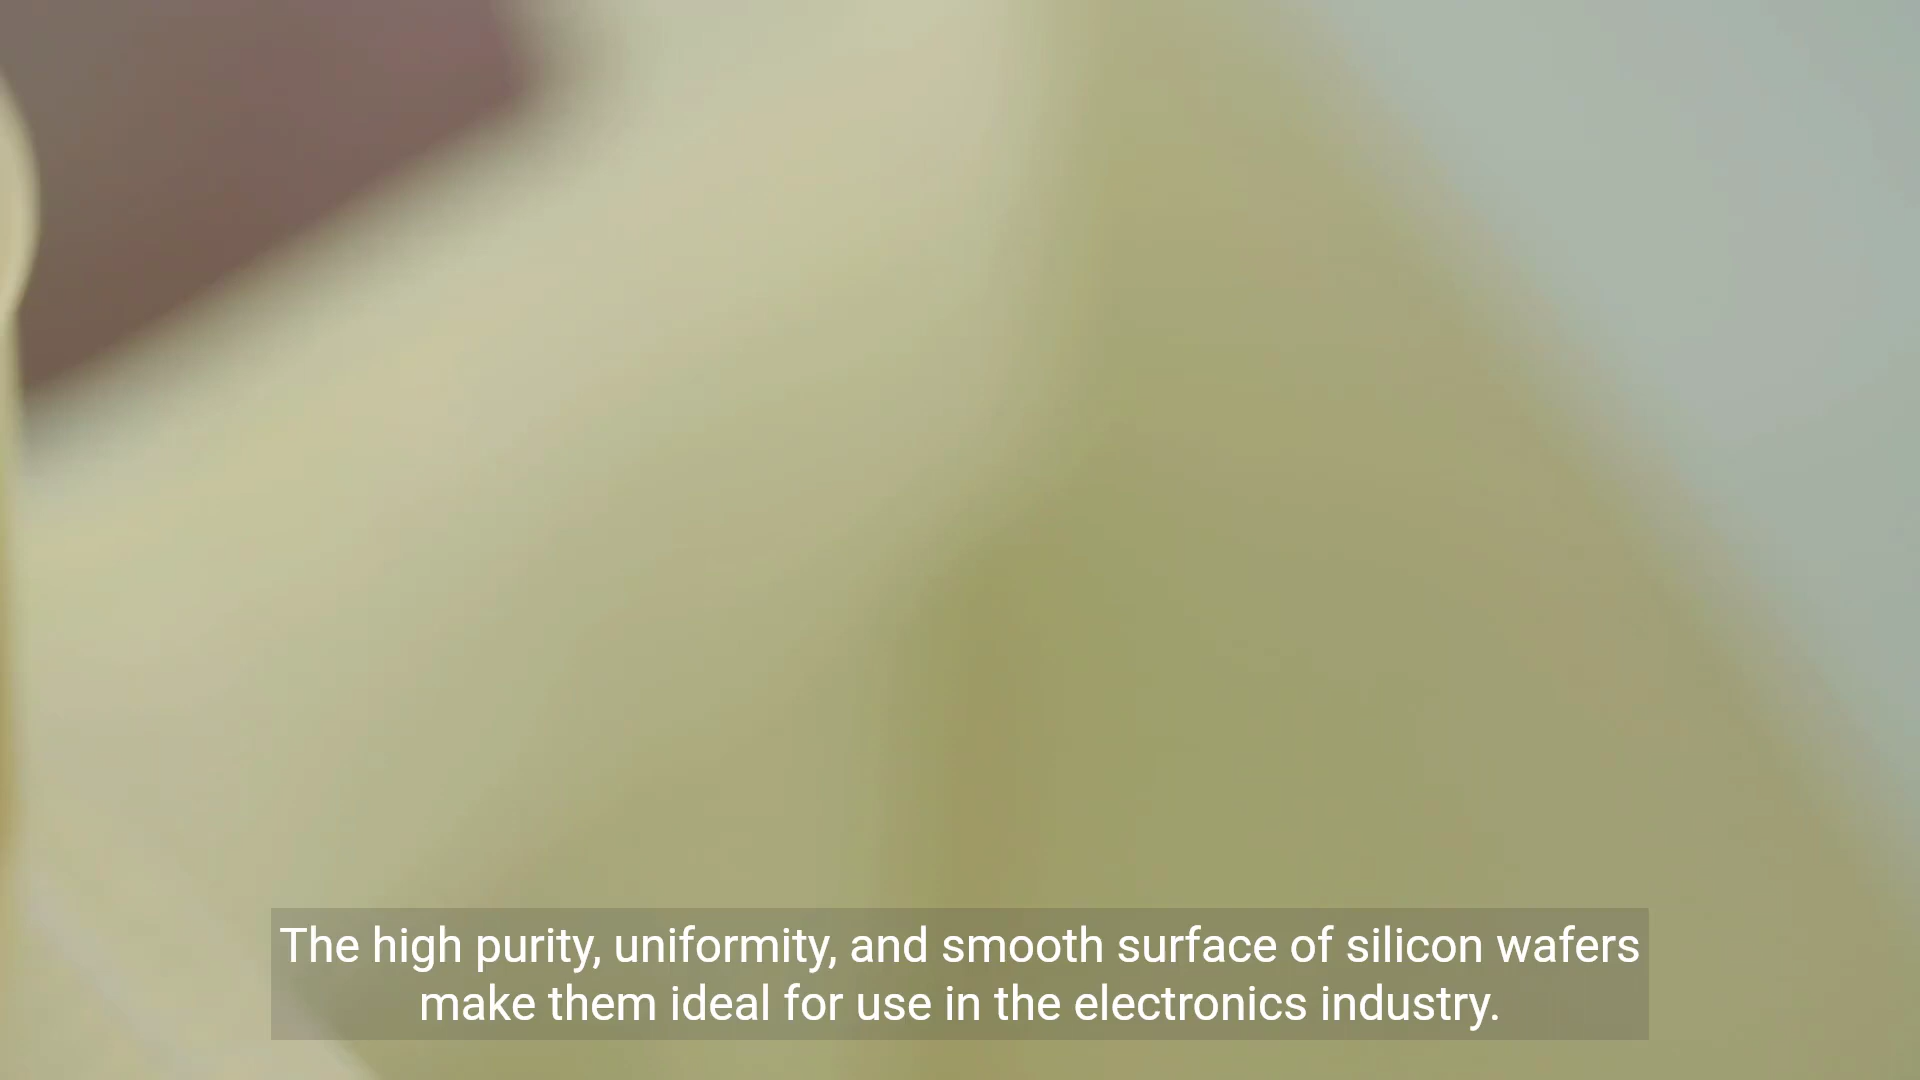 The high purity, uniformity, and smooth surface of silicon wafers
make them ideal for use in the electronics industry.